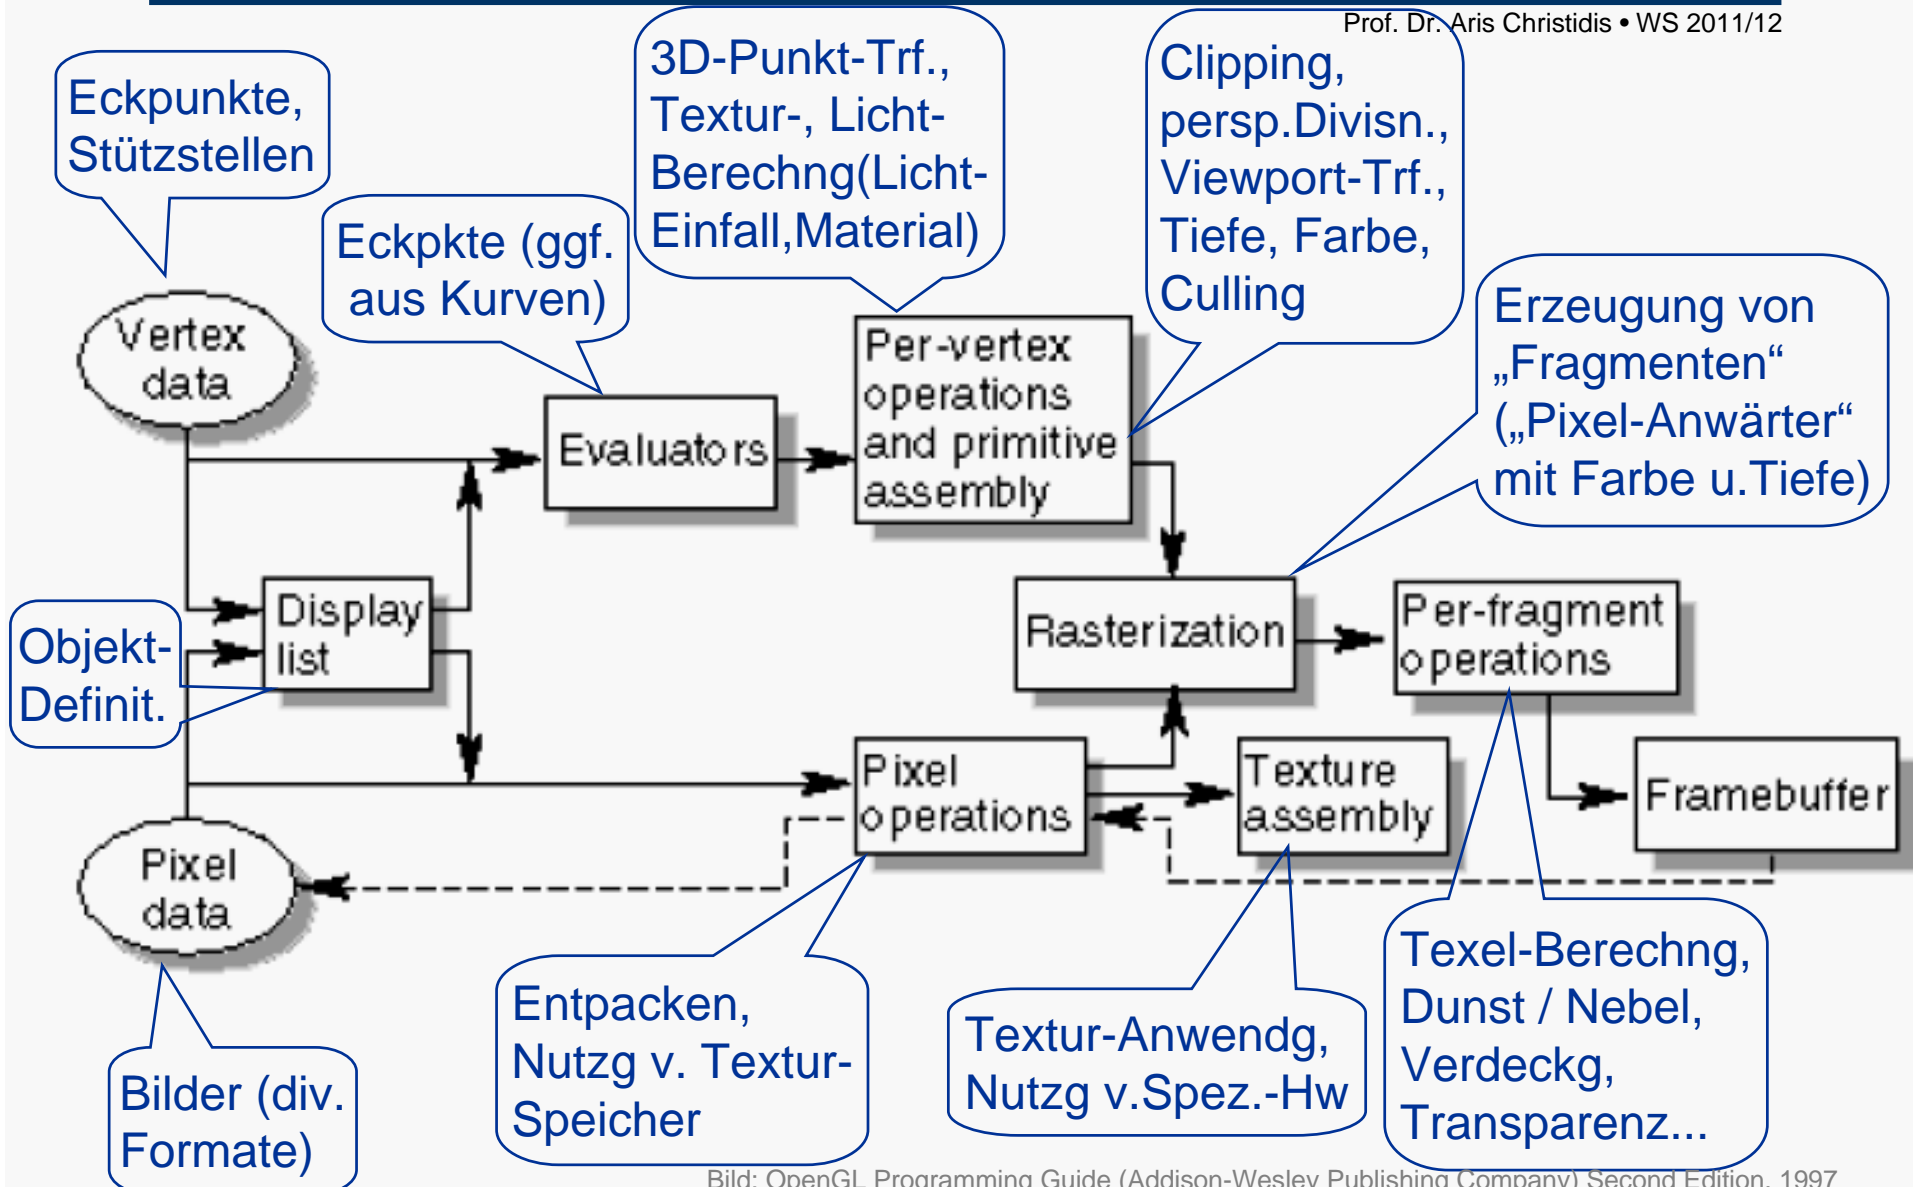 Prof. Dr. Aris Christidis • WS 2011/12
Eckpunkte,
Stützstellen
Eckpkte (ggf.
aus Kurven)
3D-Punkt-Trf.,
Textur-, Licht-
Berechng(Licht-
Einfall,Material)
Clipping,
persp.Divisn.,
Viewport-Trf.,
Tiefe, Farbe,
Culling
Erzeugung von
„Fragmenten“
(„Pixel-Anwärter“
mit Farbe u.Tiefe)
Vertex
data
Evaluators
Per-vertex
operations
and primitive
assembly
Objekt-
Definit.
Display
list
Rasterization
Per-fragment
operations
Pixel
operations
Texture
assembly
Framebuffer
Pixel
data
Bilder (div.
Formate)
Entpacken,
Nutzg v. Textur-
Speicher
Textur-Anwendg,
Nutzg v.Spez.-Hw
Texel-Berechng,
Dunst / Nebel,
Verdeckg,
Transparenz...
Bild: OpenGL Programming Guide (Addison-Wesley Publishing Company) Second Edition, 1997